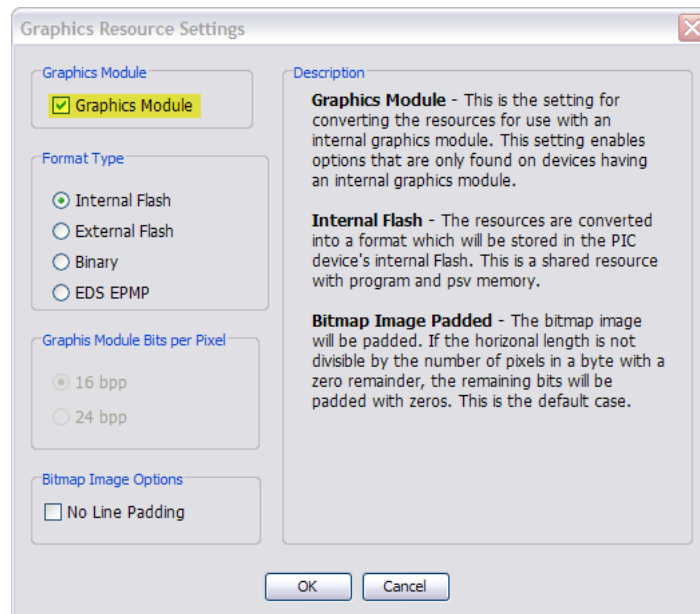 Graphics Resource Settings
Graphics Module
Graphics Module
Format Type
Internal Flash
External Flash
Binary
EDS EPMP
Graphis Module Bits per Pixel
16 bpp
24 bpp
Bitmap Image Options
No Line Padding
Description
Graphics Module - This is the setting for
converting the resources for use with an
internal graphics module. This setting enables
options that are only found on devices having
an internal graphics module.
Internal Flash - The resources are converted
into a format which will be stored in the PIC
device's internal Flash. This is a shared resource
with program and psv memory.
Bitmap Image Padded - The bitmap image
will be padded. If the horizonal length is not
divisible by the number of pixels in a byte with a
zero remainder, the remaining bits will be
padded with zeros. This is the default case.
OK
Cancel